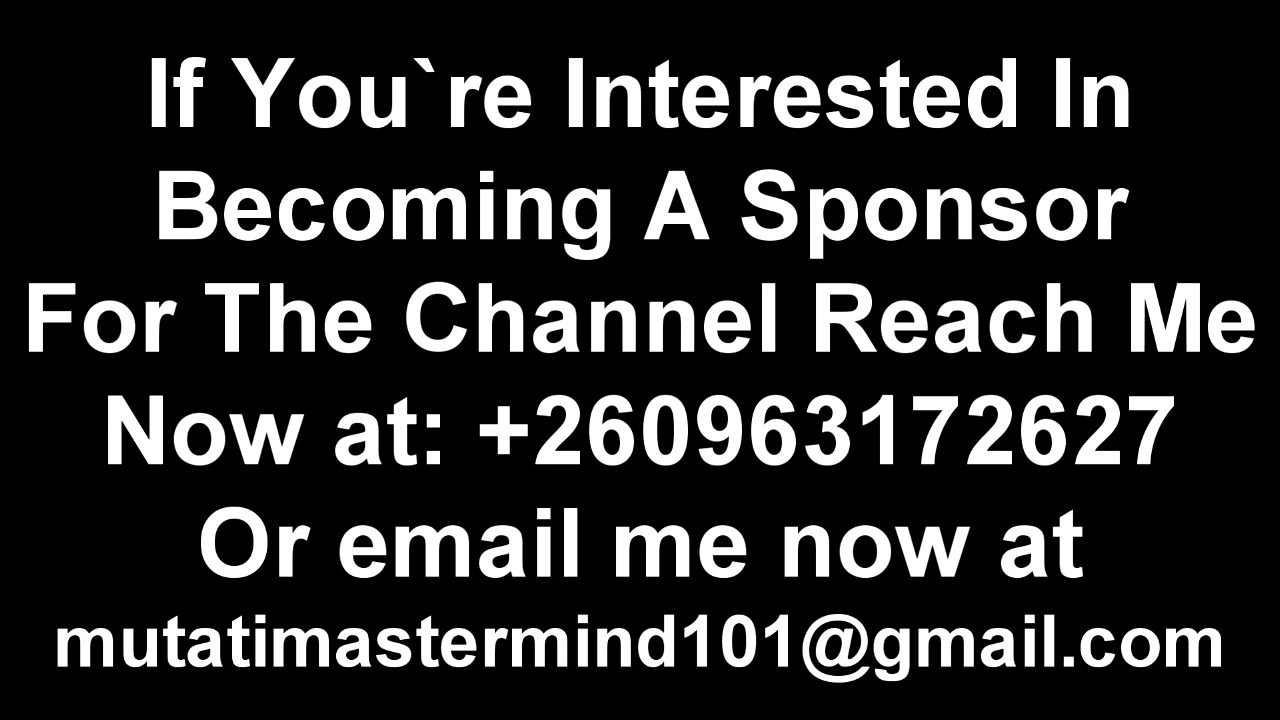 If You`re Interested In
Becoming A Sponsor
For The Channel Reach Me
Now at: +260963172627
Or email me now at
mutatimastermind101@gmail.com